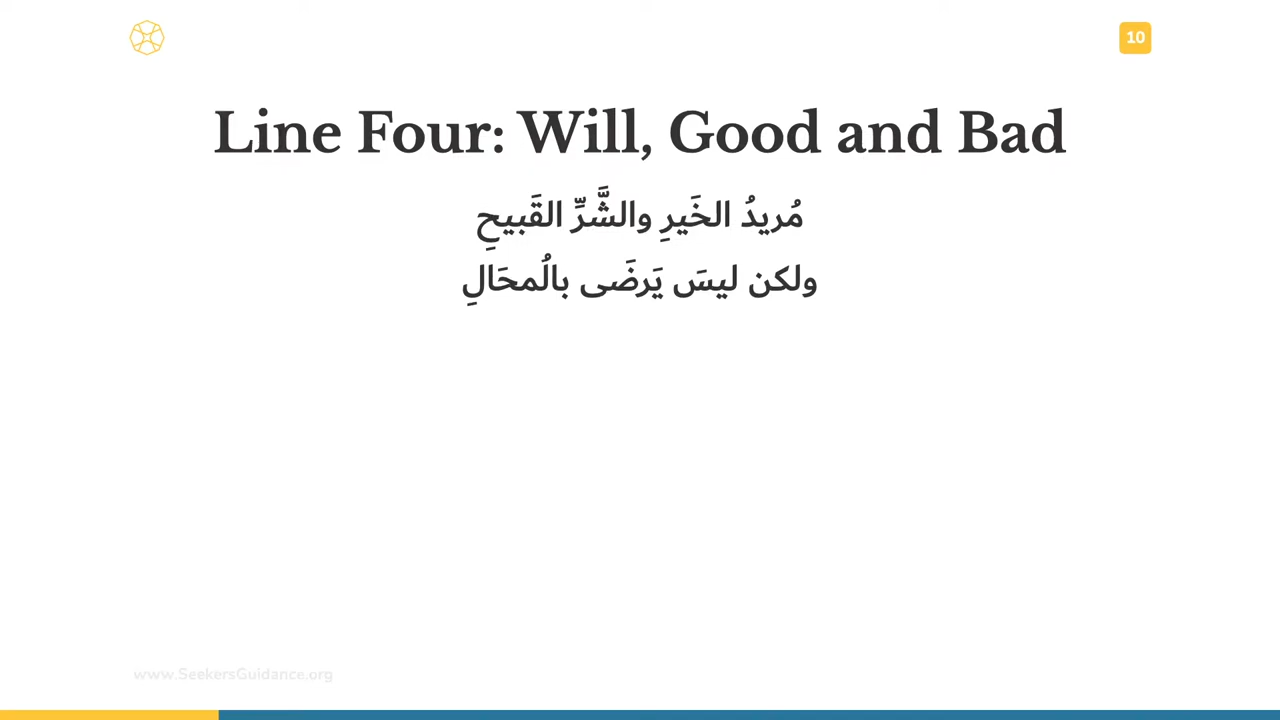 10
Line Four: Will, Good and Bad
مُريدُ الخَيرِ والشَّرِّ القَبيحِ
ولكن ليسَ يَرضَى بالُمحَالِ
www.SeekersGuidance.org